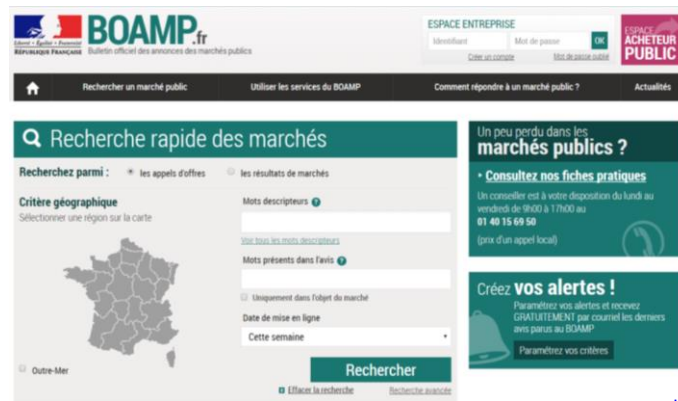 Liberté • Égalité • Fraternité
RÉPUBLIQUE FRANÇAISE
BOAMP.fr
Bulletin officiel des annonces des marchés publics
ESPACE ENTREPRISE
Identifiant
Mot de passe
OK
Créer un compte
Mot de passe oublié
ESPACE
ACHETEUR
PUBLIC
Rechercher un marché public
Utiliser les services du BOAMP
Comment répondre à un marché public ?
Actualités
Recherche rapide des marchés
Recherchez parmi :
les appels d'offres
les résultats de marchés
Critère géographique
Sélectionner une région sur la carte
Outre-Mer
Mots descripteurs ?
Voir tous les mots descripteurs
Mots présents dans l'avis ?
Uniquement dans l'objet du marché
Date de mise en ligne
Cette semaine
Rechercher
Effacer la recherche
Recherche avancée
Un peu perdu dans les
marchés publics ?
Consultez nos fiches pratiques
Un conseiller est à votre disposition du lundi au
vendredi de 9h00 à 17h00 au
01 40 15 69 50
(prix d'un appel local)
Créez vos alertes !
Paramétrez vos alertes et recevez
GRATUITEMENT par courriel les derniers
avis parus au BOAMP
Paramétrez vos critères